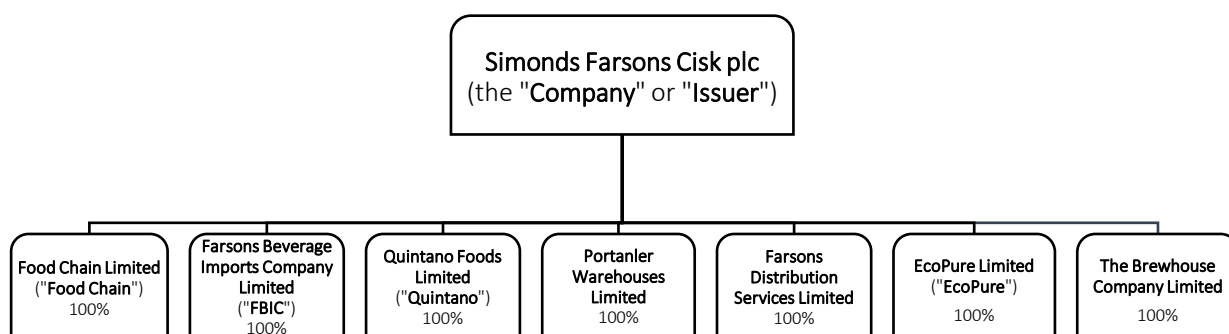 Simonds Farsons Cisk plc
(the "Company" or "Issuer")
Food Chain Limited
("Food Chain")
100%
Farsons Beverage
Imports Company
Limited
("FBIC")
100%
Quintano Foods
Limited
("Quintano")
100%
Portanler
Warehouses
Limited
100%
Farsons
Distribution
Services Limited
100%
EcoPure Limited
("EcoPure")
100%
The Brewhouse
Company Limited
100%